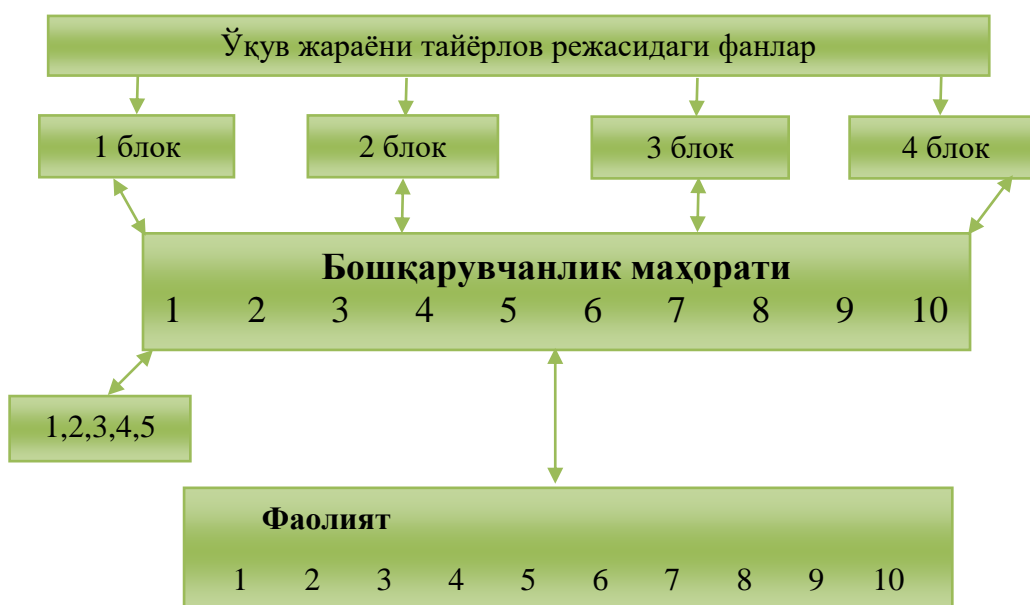 Ўқув жараёни тайёрлов режасидаги фанлар
1 блок 2 блок 3 блок 4 блок
Бошқарувчанлик маҳорати
1 2 3 4 5 6 7 8 9 10
1,2,3,4,5
Фаолият
1 2 3 4 5 6 7 8 9 10